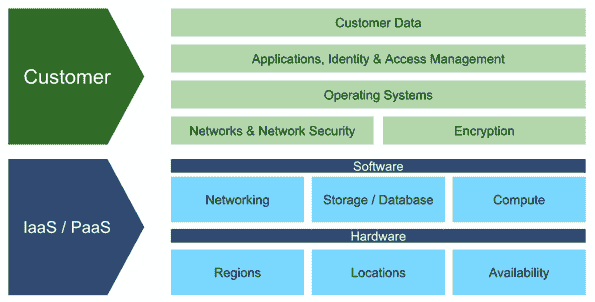 Customer
Customer Data
Applications, Identity & Access Management
Operating Systems
Networks & Network Security
Encryption
IaaS / PaaS
Software
Networking
Storage / Database
Compute
Hardware
Regions
Locations
Availability